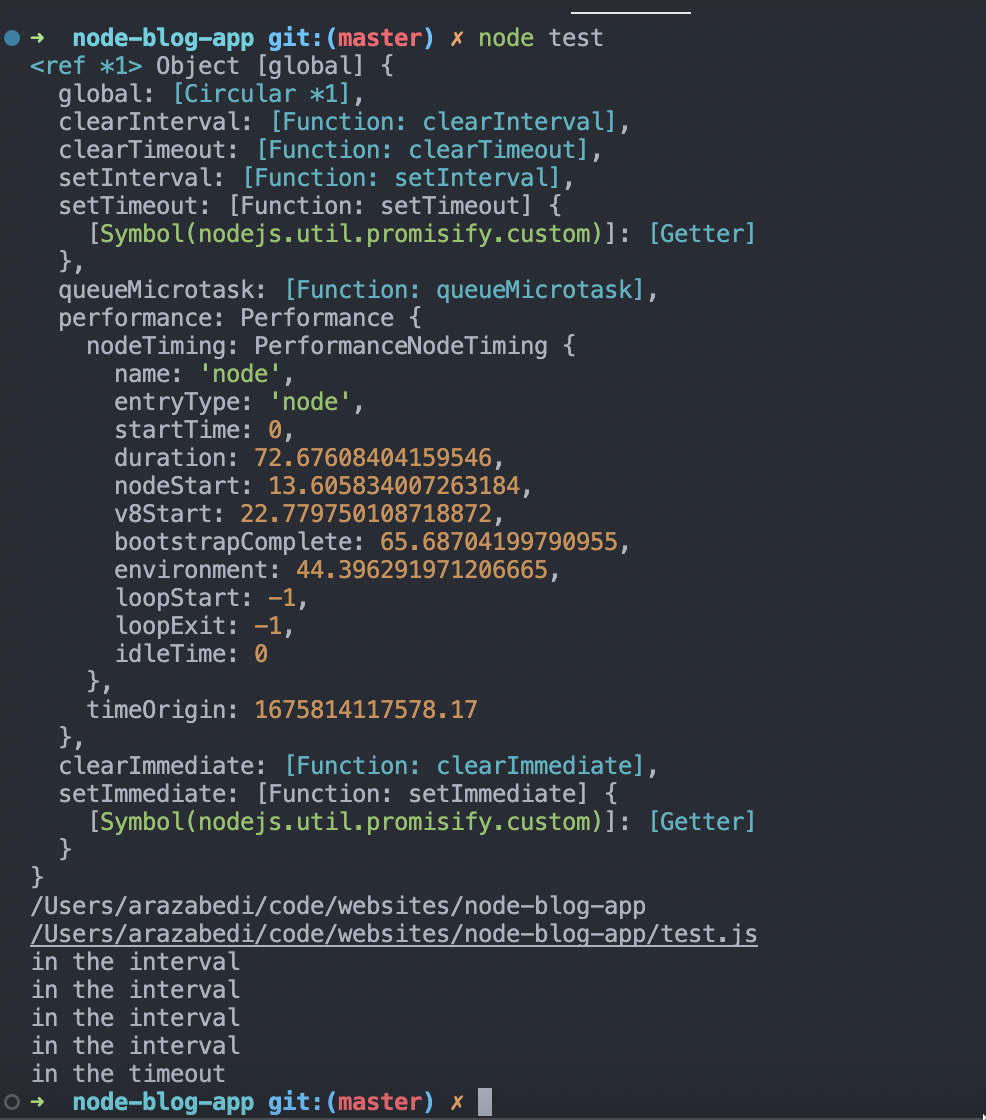 ➜  node-blog-app git:(master) ✗ node test
<ref *1> Object [global] {
  global: [Circular *1],
  clearInterval: [Function: clearInterval],
  clearTimeout: [Function: clearTimeout],
  setInterval: [Function: setInterval],
  setTimeout: [Function: setTimeout] {
    [Symbol(nodejs.util.promisify.custom)]: [Getter]
  },
  queueMicrotask: [Function: queueMicrotask],
  performance: Performance {
    nodeTiming: PerformanceNodeTiming {
      name: 'node',
      entryType: 'node',
      startTime: 0,
      duration: 72.67608404159546,
      nodeStart: 13.605834007263184,
      v8Start: 22.779750108718872,
      bootstrapComplete: 65.68704199790955,
      environment: 44.396291971206665,
      loopStart: -1,
      loopExit: -1,
      idleTime: 0
    },
    timeOrigin: 1675814117578.17
  },
  clearImmediate: [Function: clearImmediate],
  setImmediate: [Function: setImmediate] {
    [Symbol(nodejs.util.promisify.custom)]: [Getter]
  }
}
/Users/arazabedi/code/websites/node-blog-app
/Users/arazabedi/code/websites/node-blog-app/test.js
in the interval
in the interval
in the interval
in the interval
in the timeout
➜  node-blog-app git:(master) ✗